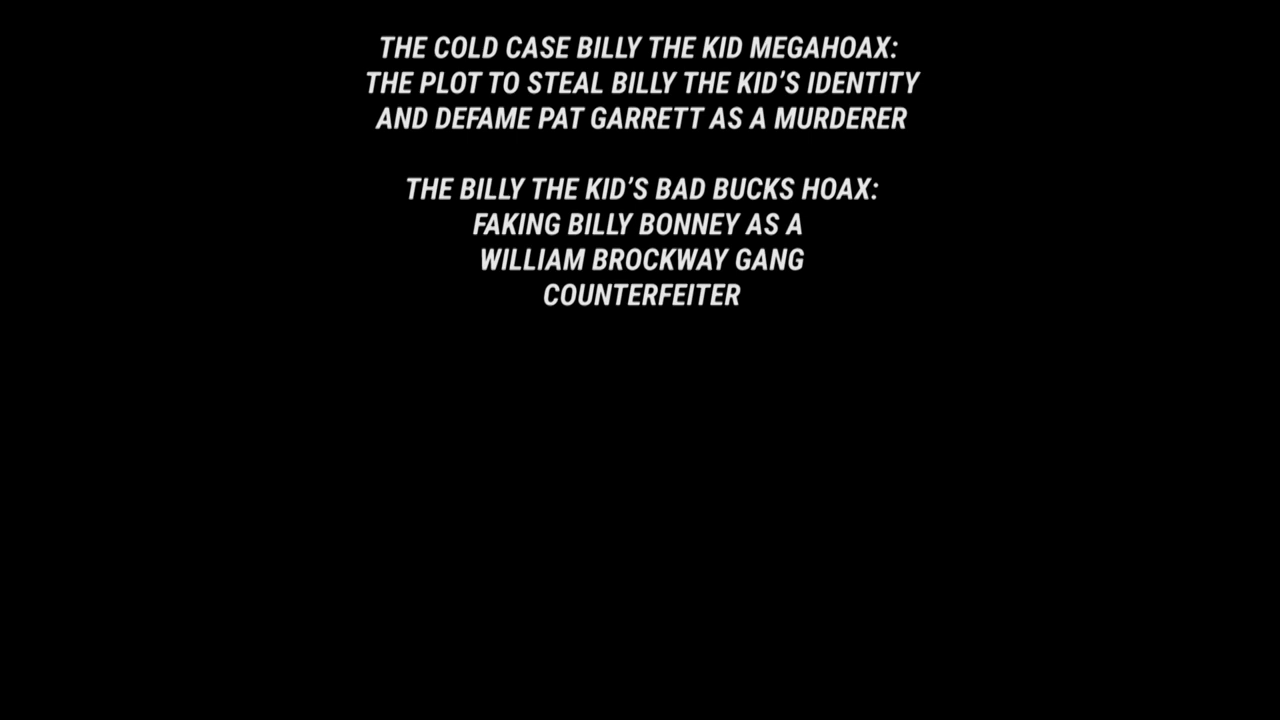 THE COLD CASE BILLY THE KID MEGAHOAX:
THE PLOT TO STEAL BILLY THE KID’S IDENTITY
AND DEFAME PAT GARRETT AS A MURDERER
THE BILLY THE KID’S BAD BUCKS HOAX:
FAKING BILLY BONNEY AS A
WILLIAM BROCKWAY GANG
COUNTERFEITER